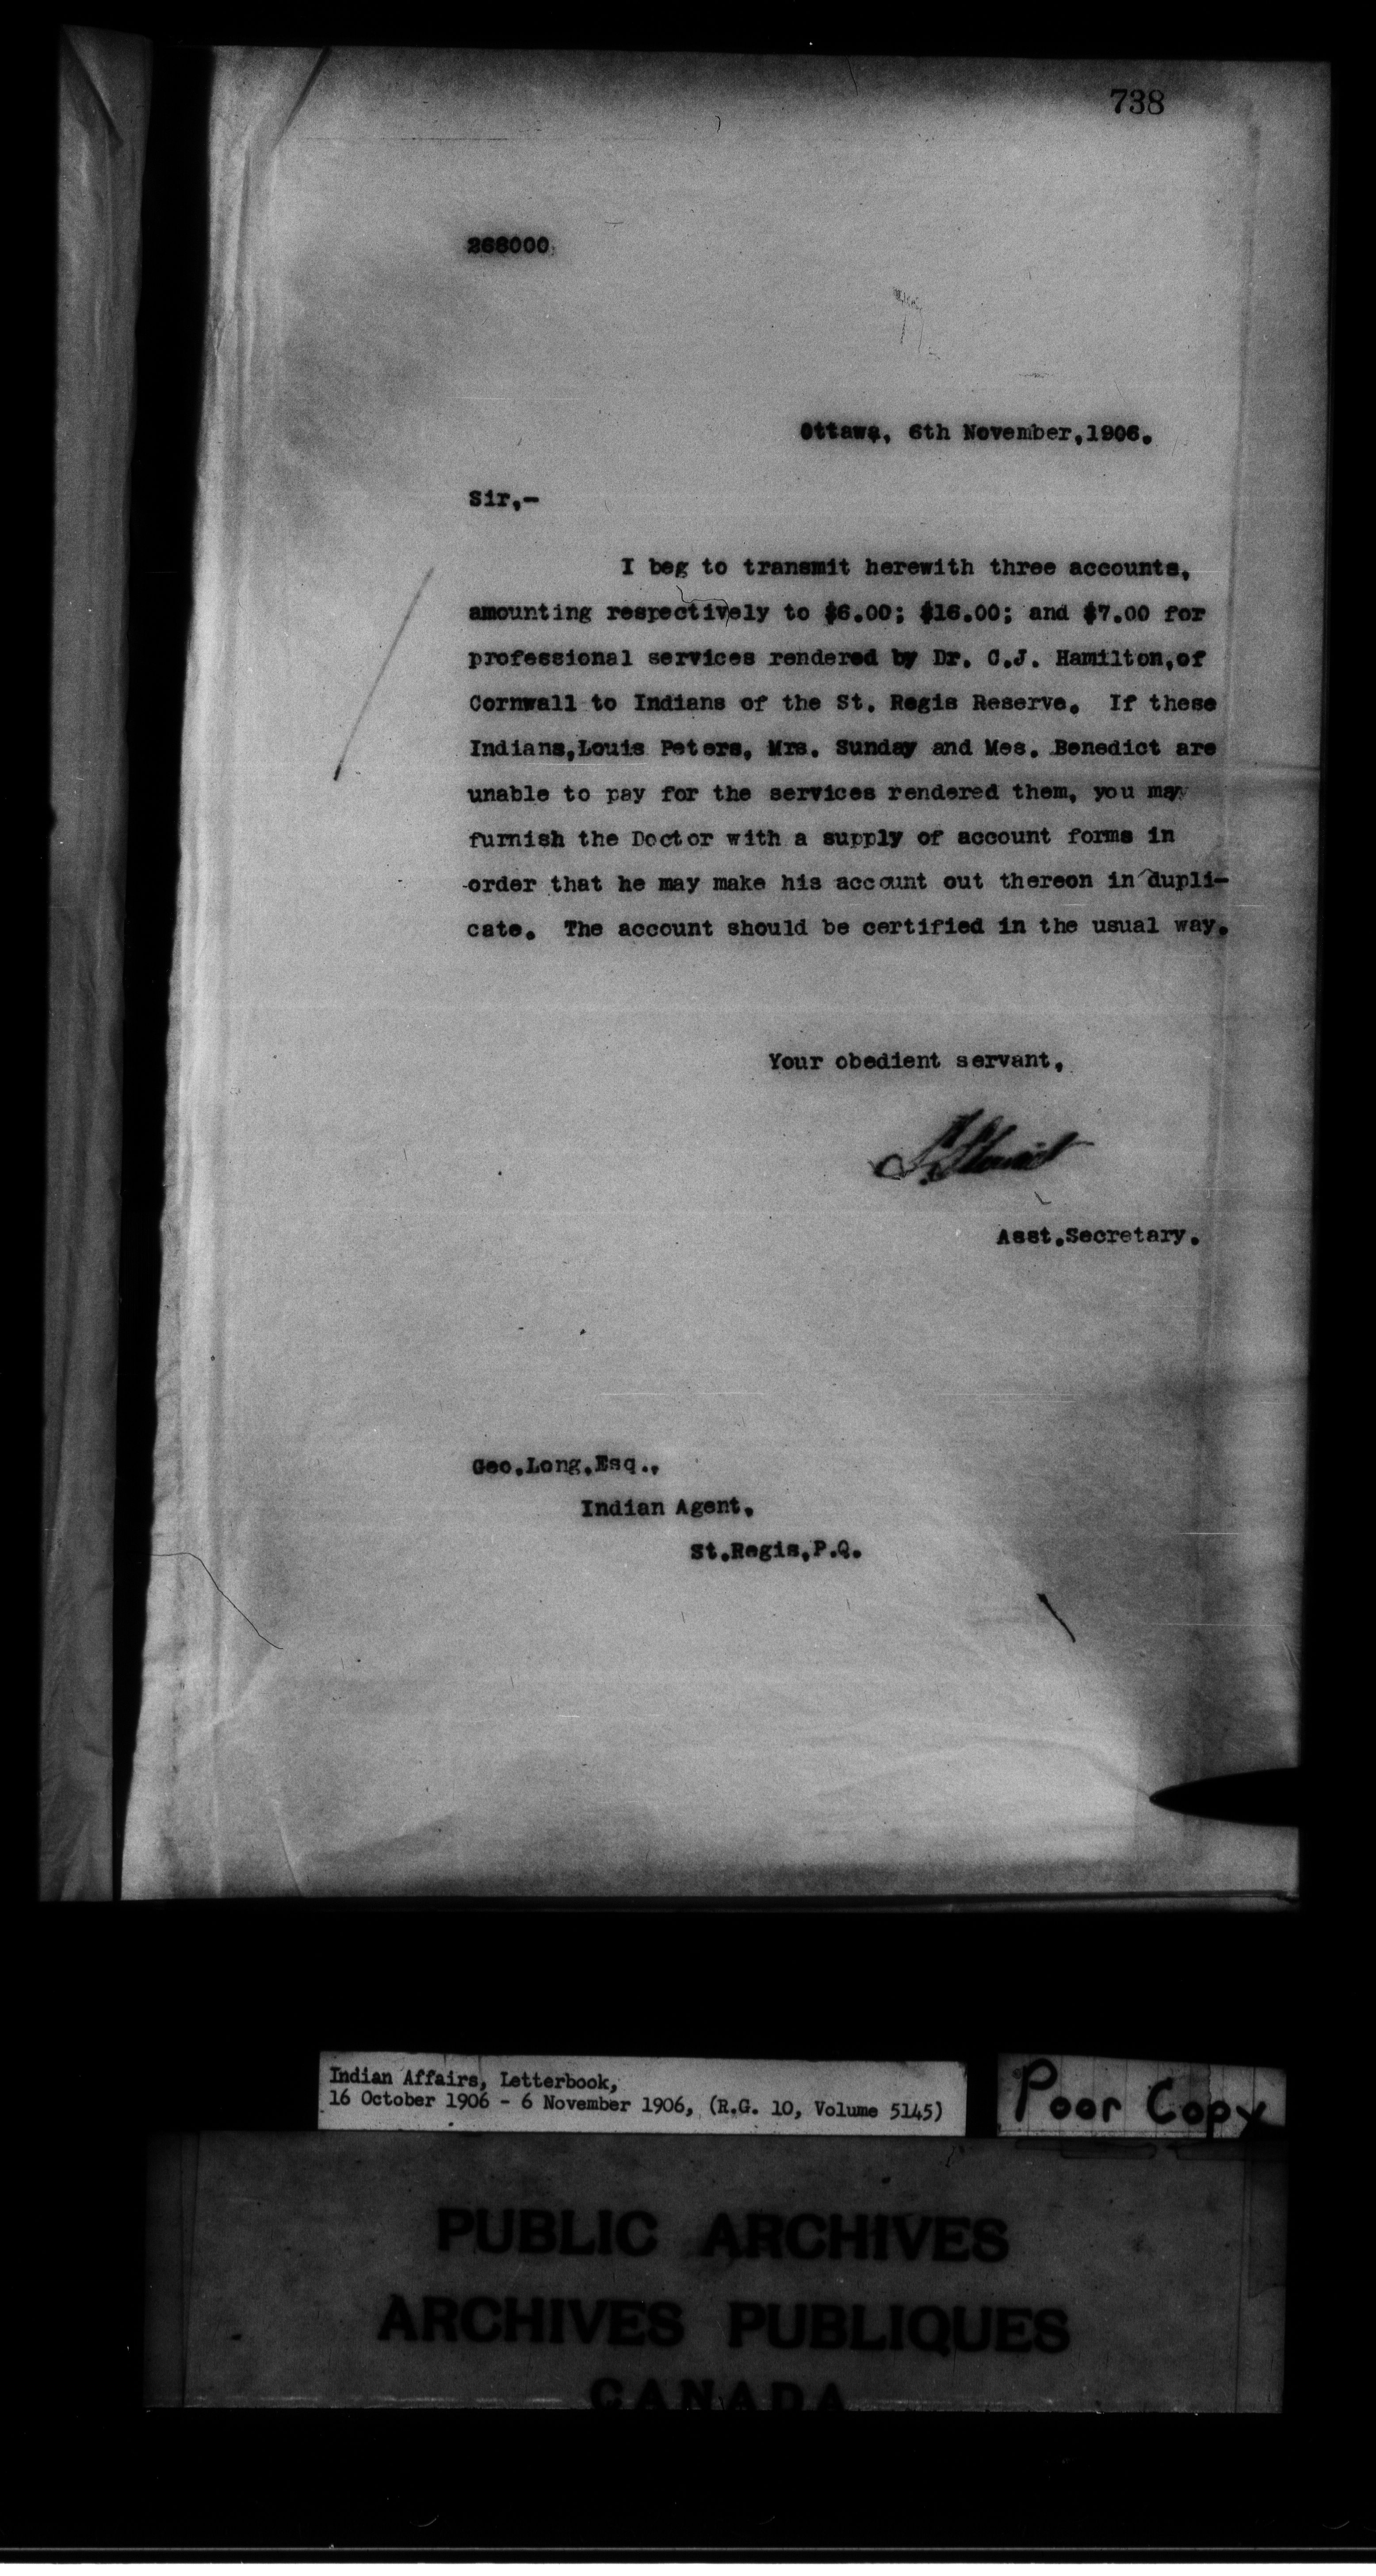 738
268000
Ottawa, 6th November,1906.
Sir,-
I beg to transmit herewith three accounts,
amounting respectively to $6.00; $16.00; and $7.00 for
professional services rendered by Dr. C.J. Hamilton,of
Cornwall to Indians of the St. Regis Reserve. If these
Indians,Louis Peters, Mrs. Sunday and Mes. Benedict are
unable to pay for the services rendered them, you may
furnish the Doctor with a supply of account forms in
order that he may make his account out thereon in dupli-
cate. The account should be certified in the usual way.
Your obedient servant,
Asst.Secretary.
Geo.Long,Esq.,
Indian Agent,
St.Regis,P.Q.
Indian Affairs, Letterbook,
16 October 1906 - 6 November 1906, (R.G. 10, Volume 5145)
Poor Copy
PUBLIC ARCHIVES
ARCHIVES PUBLIQUES
CANADA